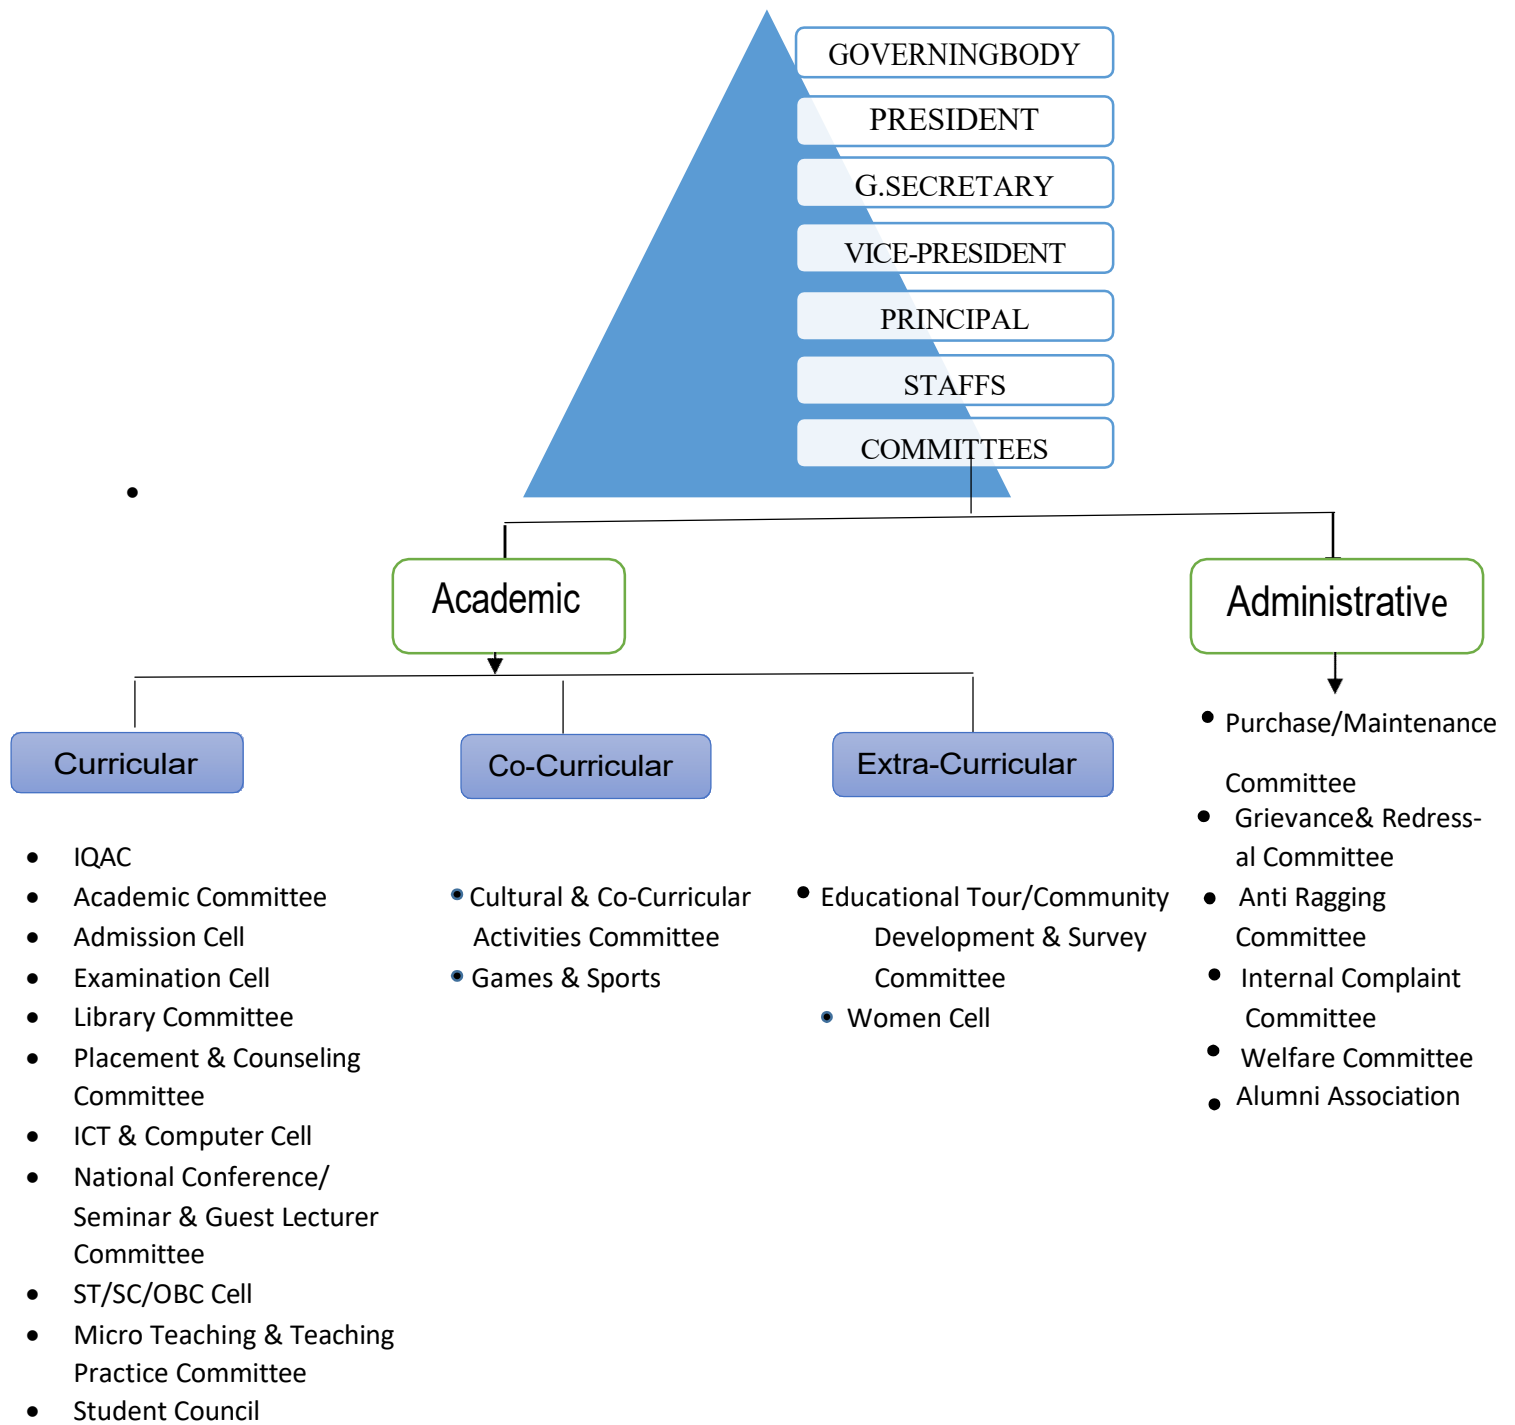 GOVERNINGBODY
PRESIDENT
G.SECRETARY
VICE-PRESIDENT
PRINCIPAL
STAFFS
COMMITTEES
Academic
Administrative
Curricular
Co-Curricular
Extra-Curricular
• IQAC
• Academic Committee
• Admission Cell
• Examination Cell
• Library Committee
• Placement & Counseling
Committee
• ICT & Computer Cell
• National Conference/
Seminar & Guest Lecturer
Committee
• ST/SC/OBC Cell
• Micro Teaching & Teaching
Practice Committee
• Student Council
• Cultural & Co-Curricular
Activities Committee
• Games & Sports
• Educational Tour/Community
Development & Survey
Committee
• Women Cell
• Purchase/Maintenance
Committee
• Grievance& Redress-
al Committee
• Anti Ragging
Committee
• Internal Complaint
Committee
• Welfare Committee
• Alumni Association